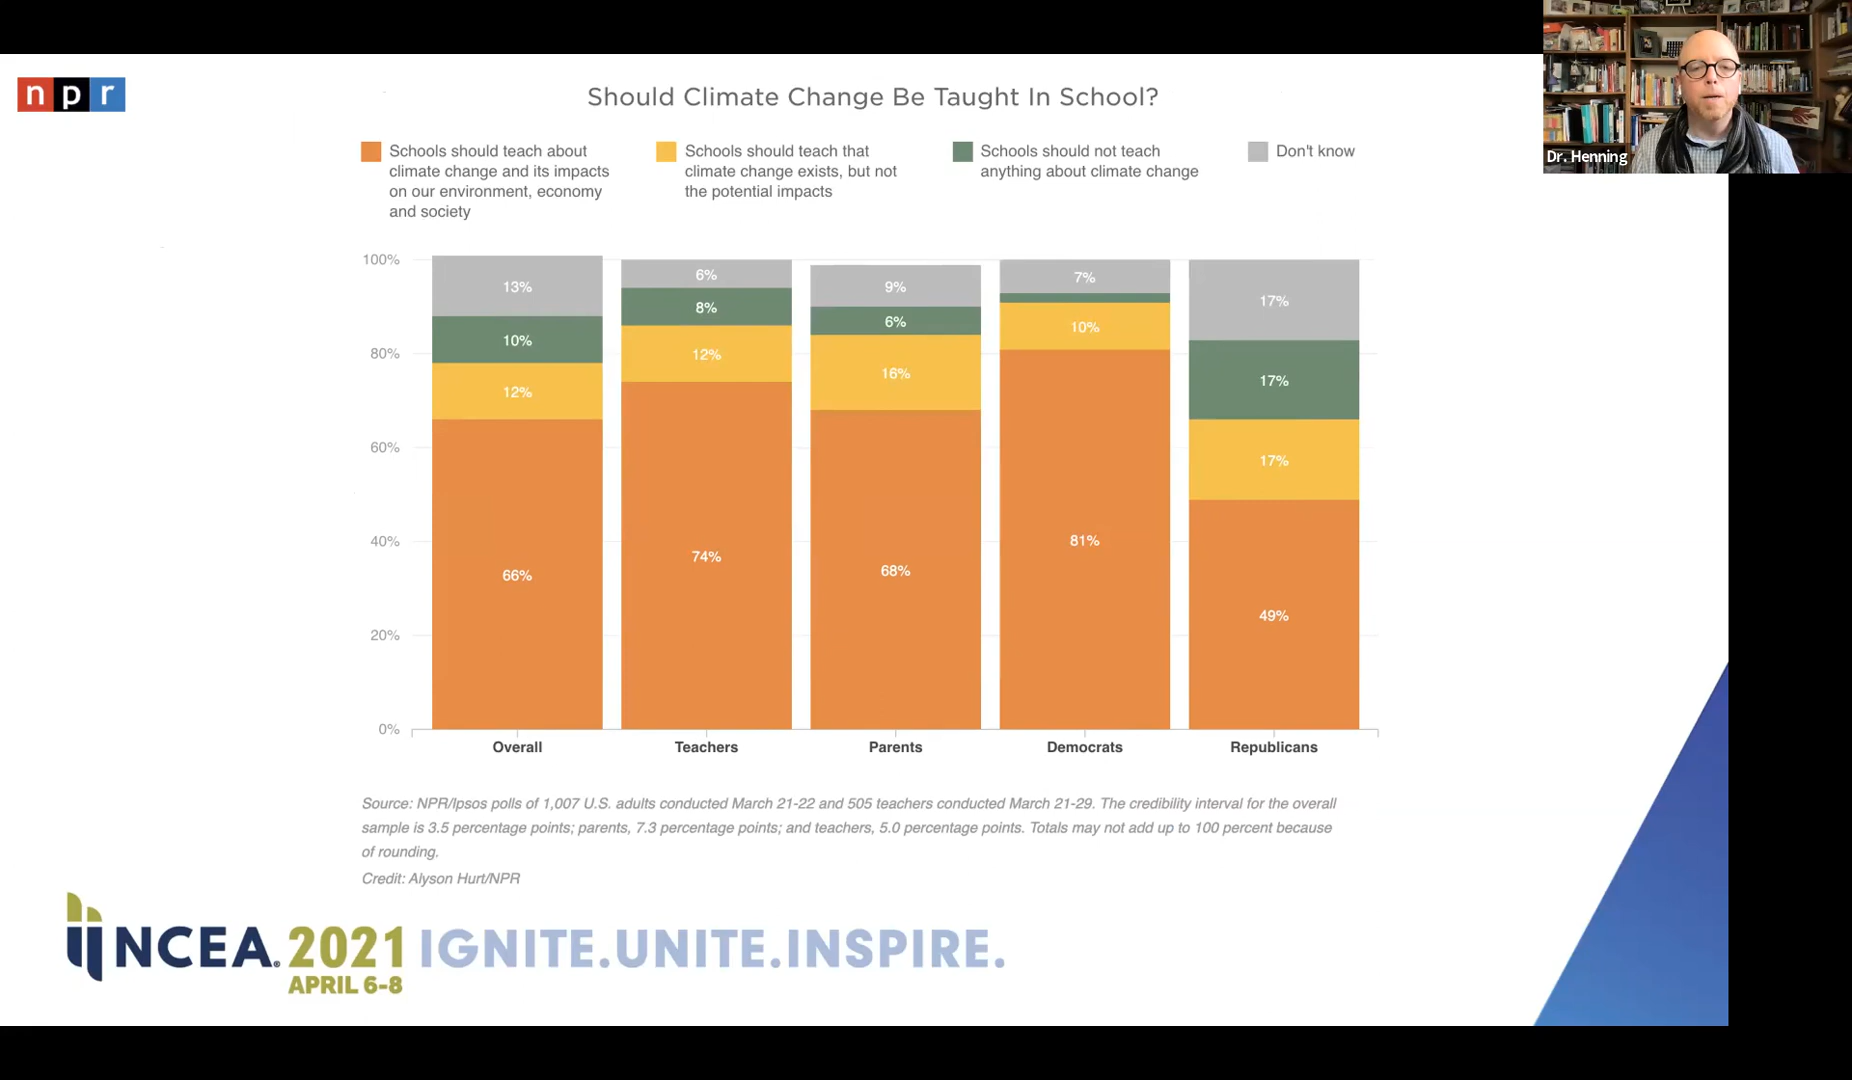 npr
Should Climate Change Be Taught In School?
Schools should teach about
climate change and its impacts
on our environment, economy
and society
Schools should teach that
climate change exists, but not
the potential impacts
Schools should not teach
anything about climate change
Don't know
Dr. Henning
100%
80%
60%
40%
20%
0%
13%
10%
12%
66%
6%
8%
12%
74%
9%
6%
16%
68%
7%
10%
81%
17%
17%
17%
49%
Overall
Teachers
Parents
Democrats
Republicans
Source: NPR/Ipsos polls of 1,007 U.S. adults conducted March 21-22 and 505 teachers conducted March 21-29. The credibility interval for the overall
sample is 3.5 percentage points; parents, 7.3 percentage points; and teachers, 5.0 percentage points. Totals may not add up to 100 percent because
of rounding.
Credit: Alyson Hurt/NPR
NCEA® 2021 IGNITE.UNITE.INSPIRE.
APRIL 6-8